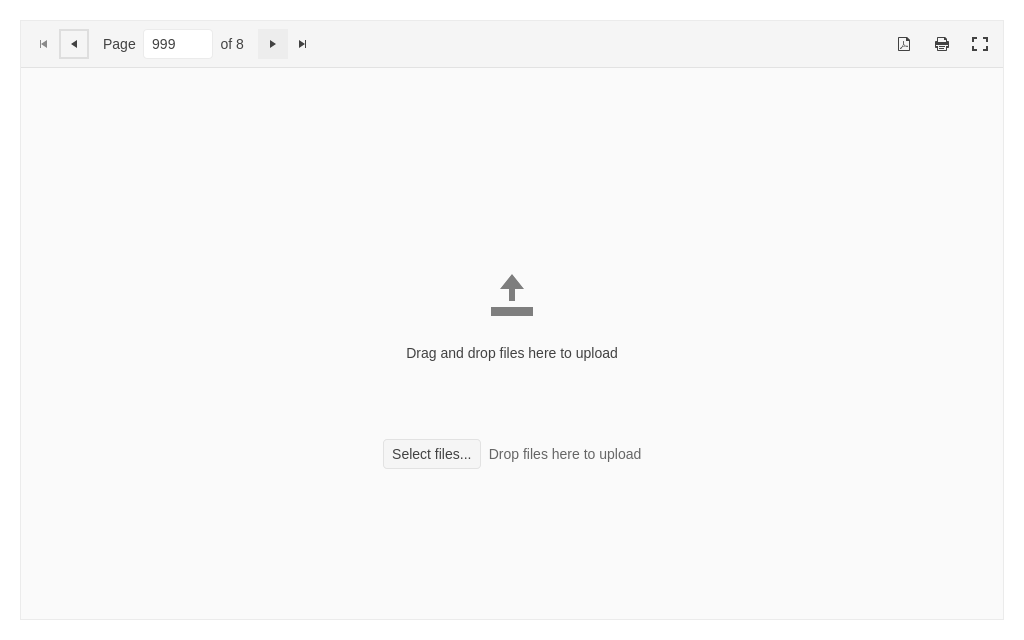 Page 999 of 8
Drag and drop files here to upload
Select files... Drop files here to upload